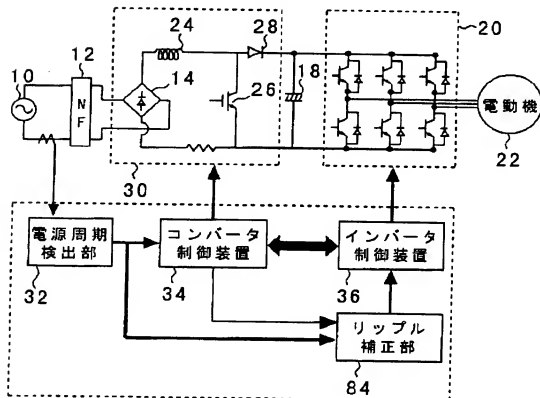 24
28
20
12
10
14
18
26
NF
電動機
22
30
電源周期
検出部
32
コンバータ
制御装置
34
インバータ
制御装置
36
リップル
補正部
84